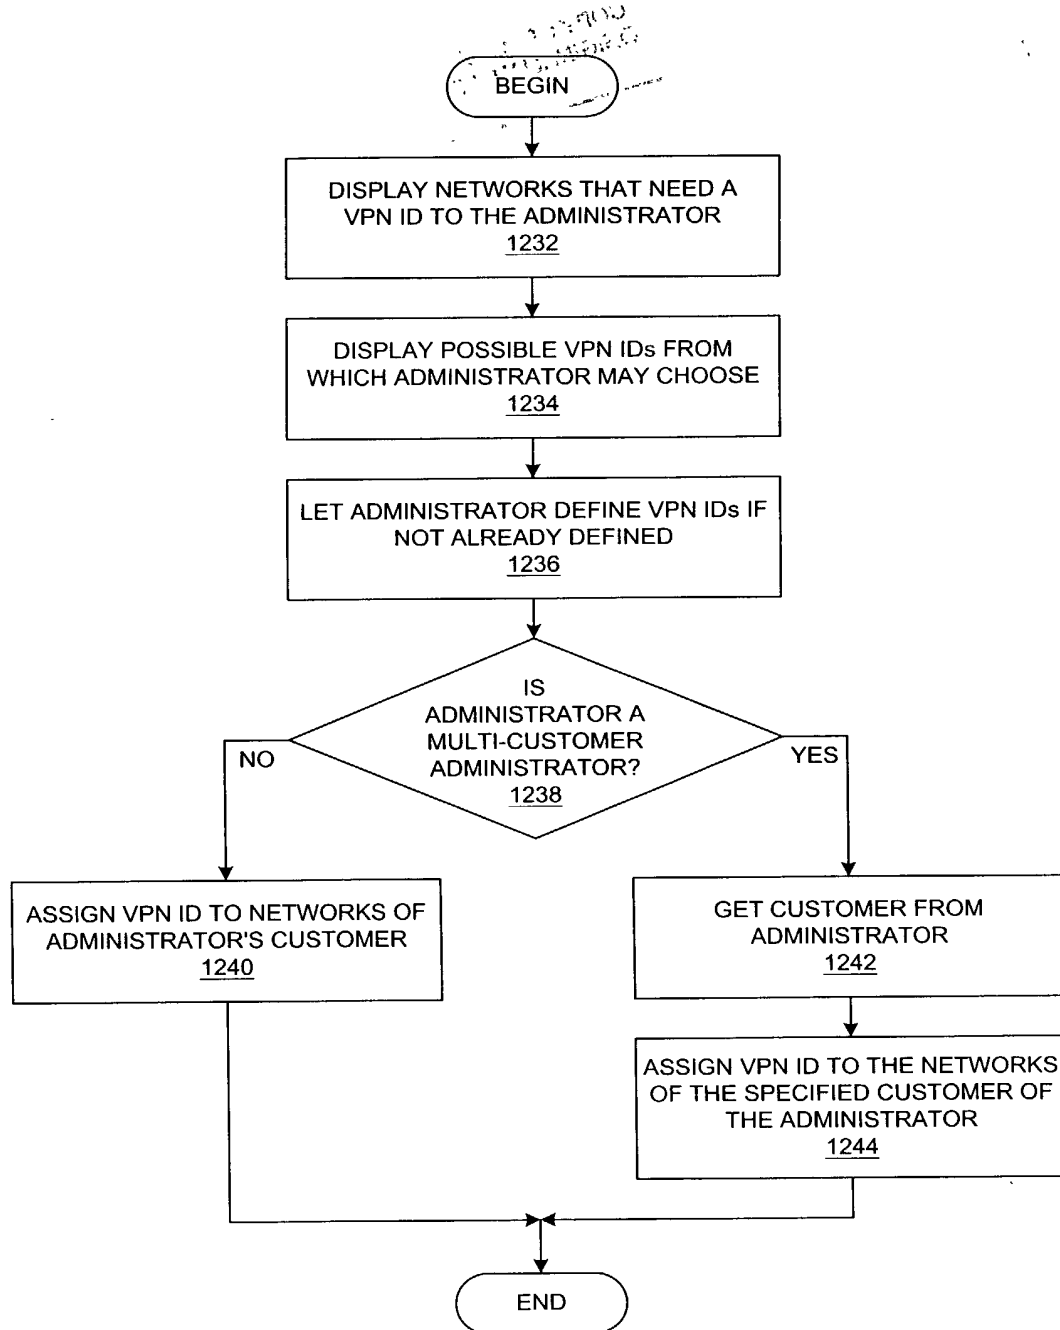 BEGIN
DISPLAY NETWORKS THAT NEED A
VPN ID TO THE ADMINISTRATOR
1232
DISPLAY POSSIBLE VPN IDs FROM
WHICH ADMINISTRATOR MAY CHOOSE
1234
LET ADMINISTRATOR DEFINE VPN IDs IF
NOT ALREADY DEFINED
1236
IS
ADMINISTRATOR A
MULTI-CUSTOMER
ADMINISTRATOR?
1238
NO
YES
ASSIGN VPN ID TO NETWORKS OF
ADMINISTRATOR'S CUSTOMER
1240
GET CUSTOMER FROM
ADMINISTRATOR
1242
ASSIGN VPN ID TO THE NETWORKS
OF THE SPECIFIED CUSTOMER OF
THE ADMINISTRATOR
1244
END